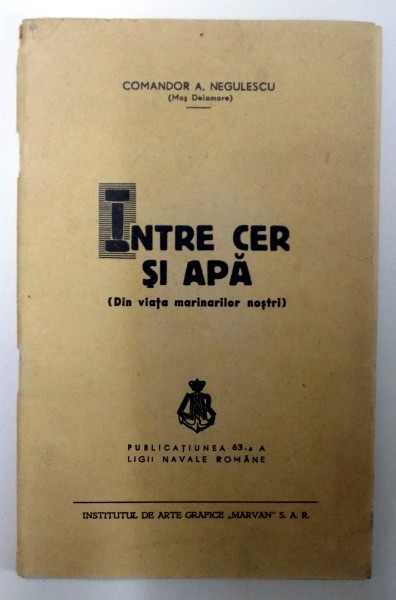 COMANDOR A. NEGULESCU
(Moş Delamare)
ÎNTRE CER
ŞI APĂ
(Din viaţa marinarilor noştri)
LNR
PUBLICAŢIUNEA 63-a A
LIGII NAVALE ROMÂNE
INSTITUTUL DE ARTE GRAFICE „MARVAN" S. A. R.